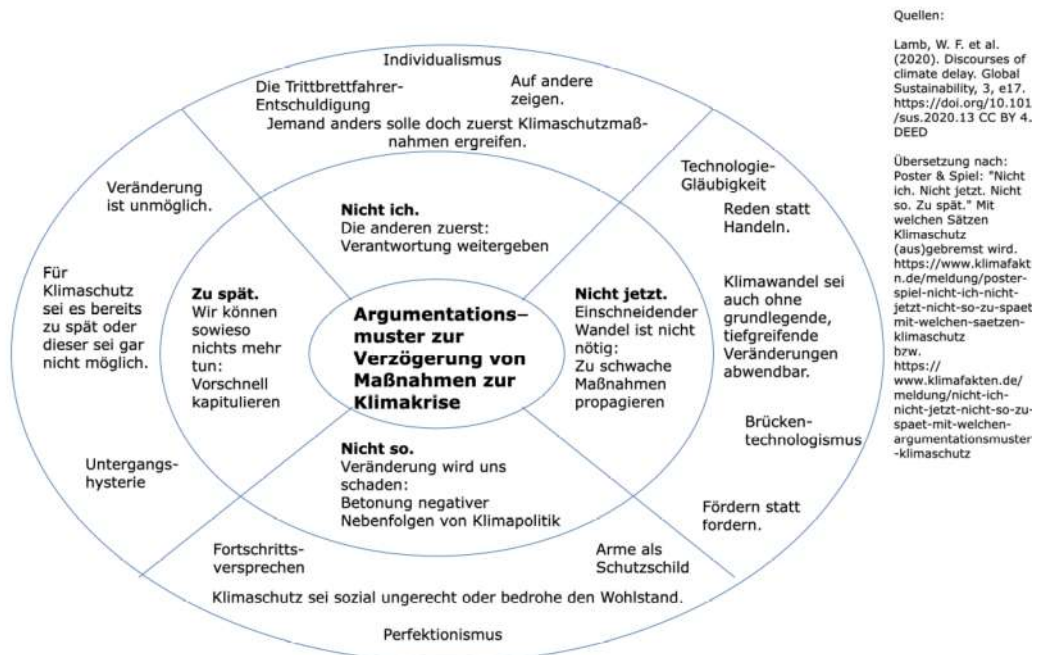 Individualismus
Die Trittbrettfahrer-
Entschuldigung
Auf andere
zeigen.
Jemand anders solle doch zuerst Klimaschutzmaß-
nahmen ergreifen.
Veränderung
ist unmöglich.
Für
Klimaschutz
sei es bereits
zu spät oder
dieser sei gar
nicht möglich.
Untergangs-
hysterie
Nicht ich.
Die anderen zuerst:
Verantwortung weitergeben
Zu spät.
Wir können
sowieso
nichts mehr
tun:
Vorschnell
kapitulieren
Argumentations–
muster zur
Verzögerung von
Maßnahmen zur
Klimakrise
Nicht jetzt.
Einschneidender
Wandel ist nicht
nötig:
Zu schwache
Maßnahmen
propagieren
Nicht so.
Veränderung wird uns
schaden:
Betonung negativer
Nebenfolgen von Klimapolitik
Technologie-
Gläubigkeit
Reden statt
Handeln.
Klimawandel sei
auch ohne
grundlegende,
tiefgreifende
Veränderungen
abwendbar.
Brücken-
technologismus
Fördern statt
fordern.
Fortschritts-
versprechen
Arme als
Schutzschild
Klimaschutz sei sozial ungerecht oder bedrohe den Wohlstand.
Perfektionismus
Quellen:
Lamb, W. F. et al.
(2020). Discourses of
climate delay. Global
Sustainability, 3, e17.
https://doi.org/10.101
/sus.2020.13 CC BY 4.
DEED
Übersetzung nach:
Poster & Spiel: "Nicht
ich. Nicht jetzt. Nicht
so. Zu spät." Mit
welchen Sätzen
Klimaschutz
(aus)gebremst wird.
https://www.klimafakt
n.de/meldung/poster-
spiel-nicht-ich-nicht-
jetzt-nicht-so-zu-spaet
mit-welchen-saetzen-
klimaschutz
bzw.
https://
www.klimafakten.de/
meldung/nicht-ich-
nicht-jetzt-nicht-so-zu-
spaet-mit-welchen-
argumentationsmuster
-klimaschutz